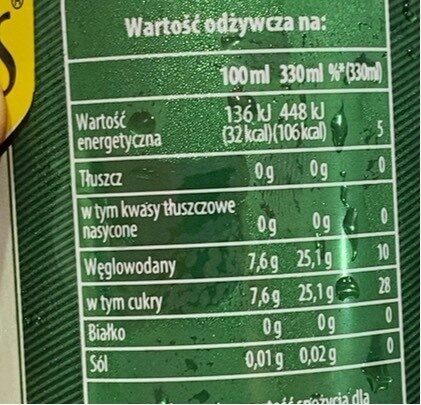 Wartość odżywcza na:
100 ml 330 ml %*(330ml)
Wartość energetyczna 136 kJ 448 kJ (32 kcal) (106 kcal) 5
Tłuszcz 0 g 0 g 0
w tym kwasy tłuszczowe nasycone 0 g 0 g 0
Węglowodany 7,6 g 25,1 g 10
w tym cukry 7,6 g 25,1 g 28
Białko 0 g 0 g 0
Sól 0,01 g 0,02 g 0
spożycia dla